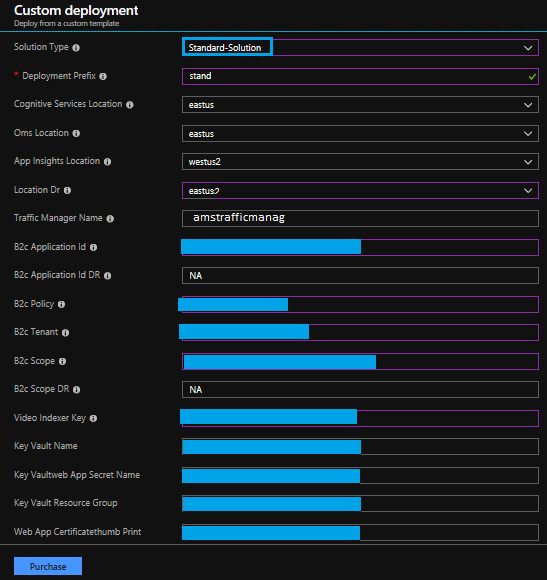 Custom deployment
Deploy from a custom template
Solution Type Standard-Solution
* Deployment Prefix stand
Cognitive Services Location eastus
Oms Location eastus
App Insights Location westus2
Location Dr eastus2
Traffic Manager Name amstrafficmanag
B2c Application Id
B2c Application Id DR NA
B2c Policy
B2c Tenant
B2c Scope
B2c Scope DR NA
Video Indexer Key
Key Vault Name
Key Vaultweb App Secret Name
Key Vault Resource Group
Web App Certificatethumb Print
Purchase